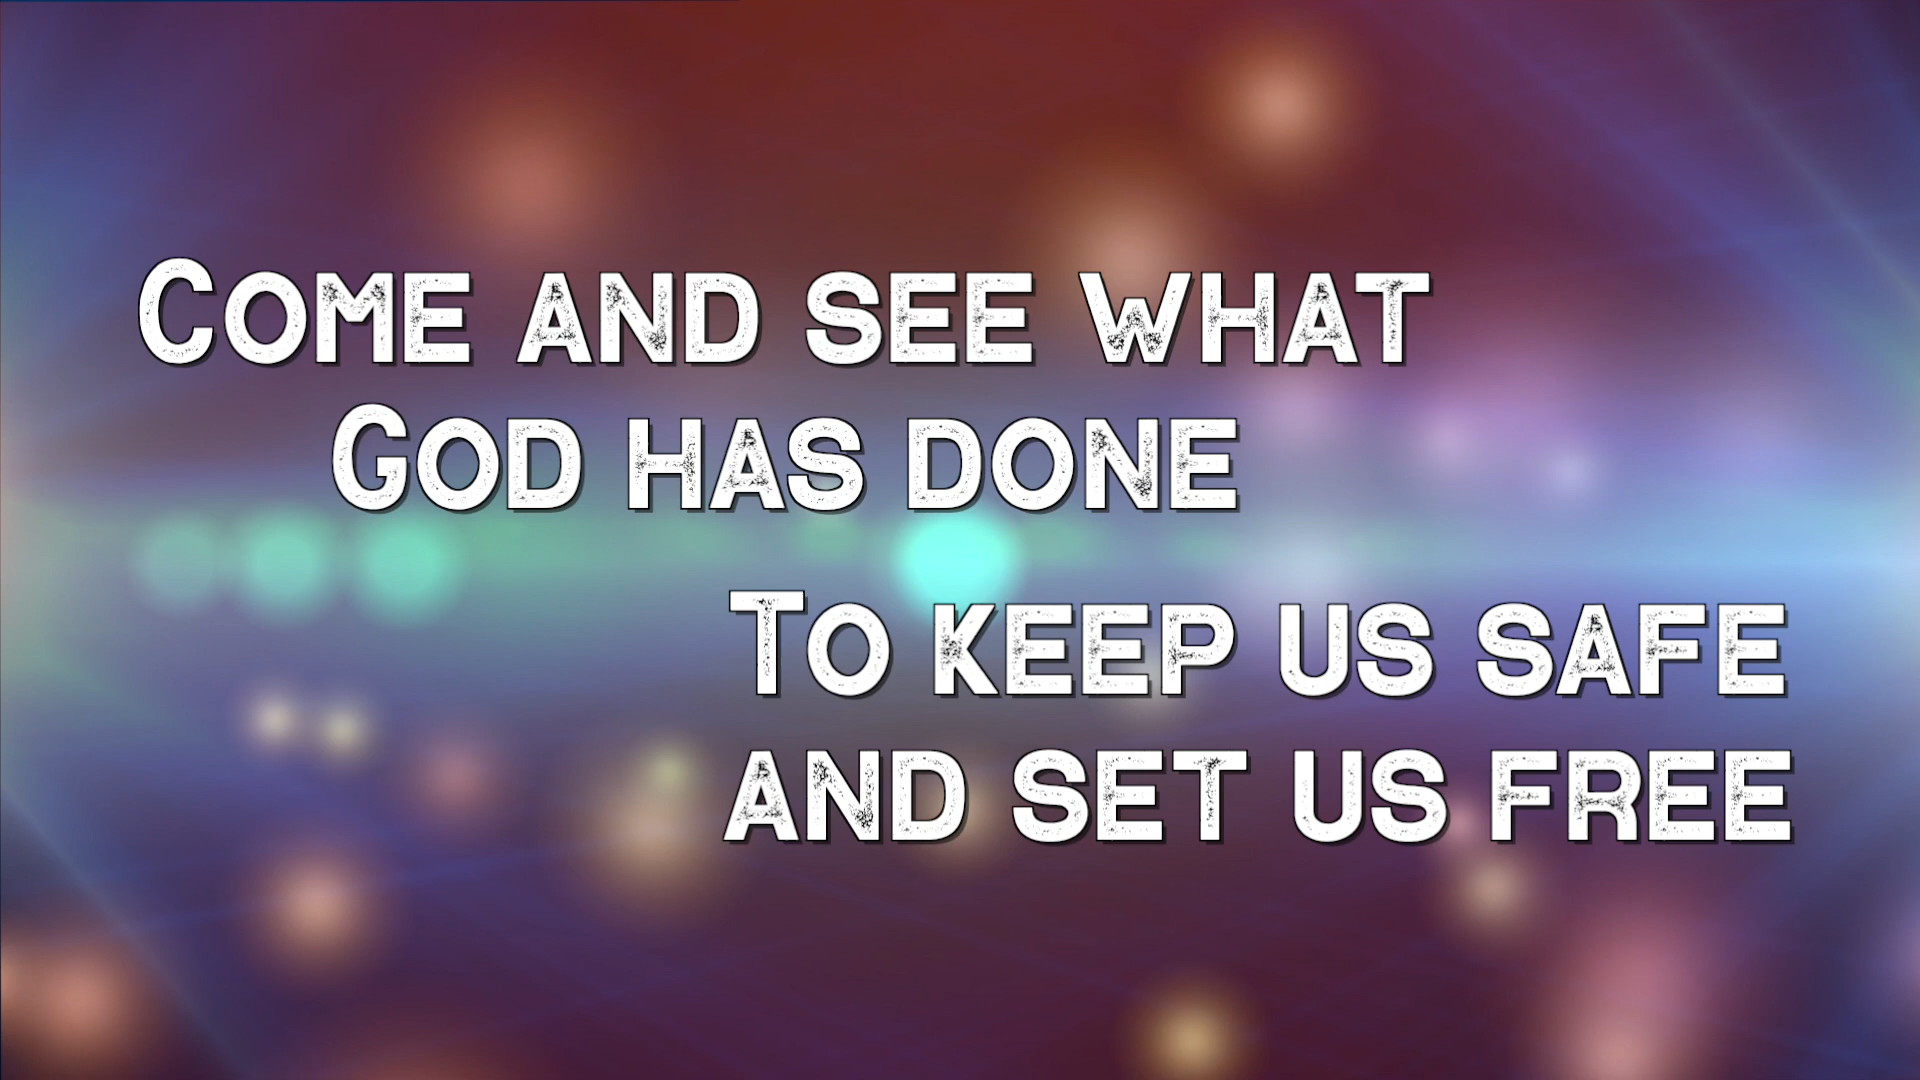 Come and see what
God has done
To keep us safe
and set us free